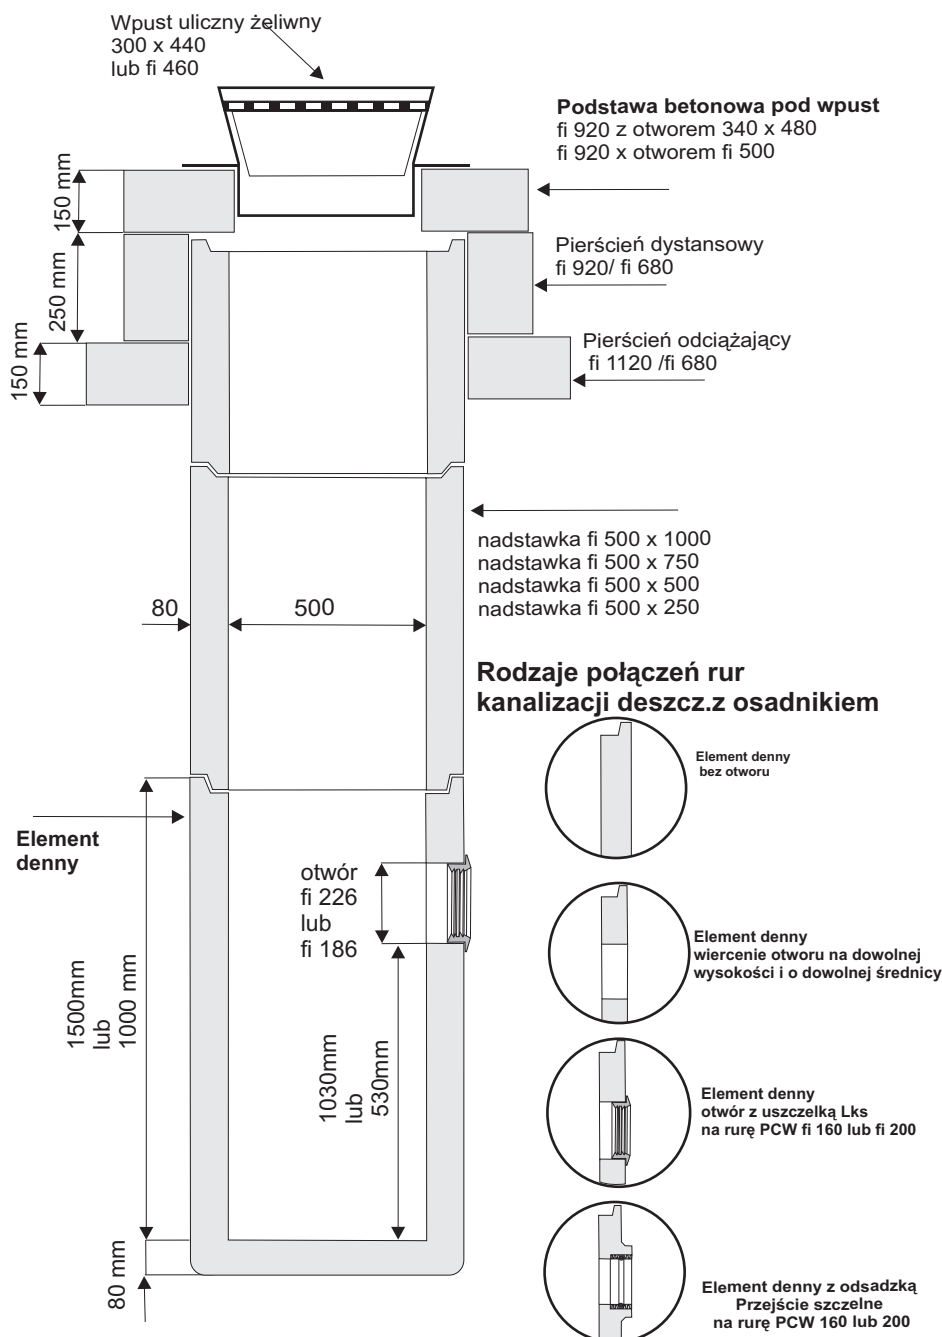 Wpust uliczny żeliwny
300 x 440
lub fi 460
Podstawa betonowa pod wpust
fi 920 z otworem 340 x 480
fi 920 x otworem fi 500
150 mm
250 mm
150 mm
Pierścień dystansowy
fi 920/ fi 680
Pierścień odciążający
fi 1120 /fi 680
nadstawka fi 500 x 1000
nadstawka fi 500 x 750
nadstawka fi 500 x 500
nadstawka fi 500 x 250
80
500
Rodzaje połączeń rur
kanalizacji deszcz.z osadnikiem
Element denny
bez otworu
Element
denny
otwór
fi 226
lub
fi 186
Element denny
wiercenie otworu na dowolnej
wysokości i o dowolnej średnicy
1500mm
lub
1000 mm
1030mm
lub
530mm
Element denny
otwór z uszczelką Lks
na rurę PCW fi 160 lub fi 200
80 mm
Element denny z odsadzką
Przejście szczelne
na rurę PCW 160 lub 200